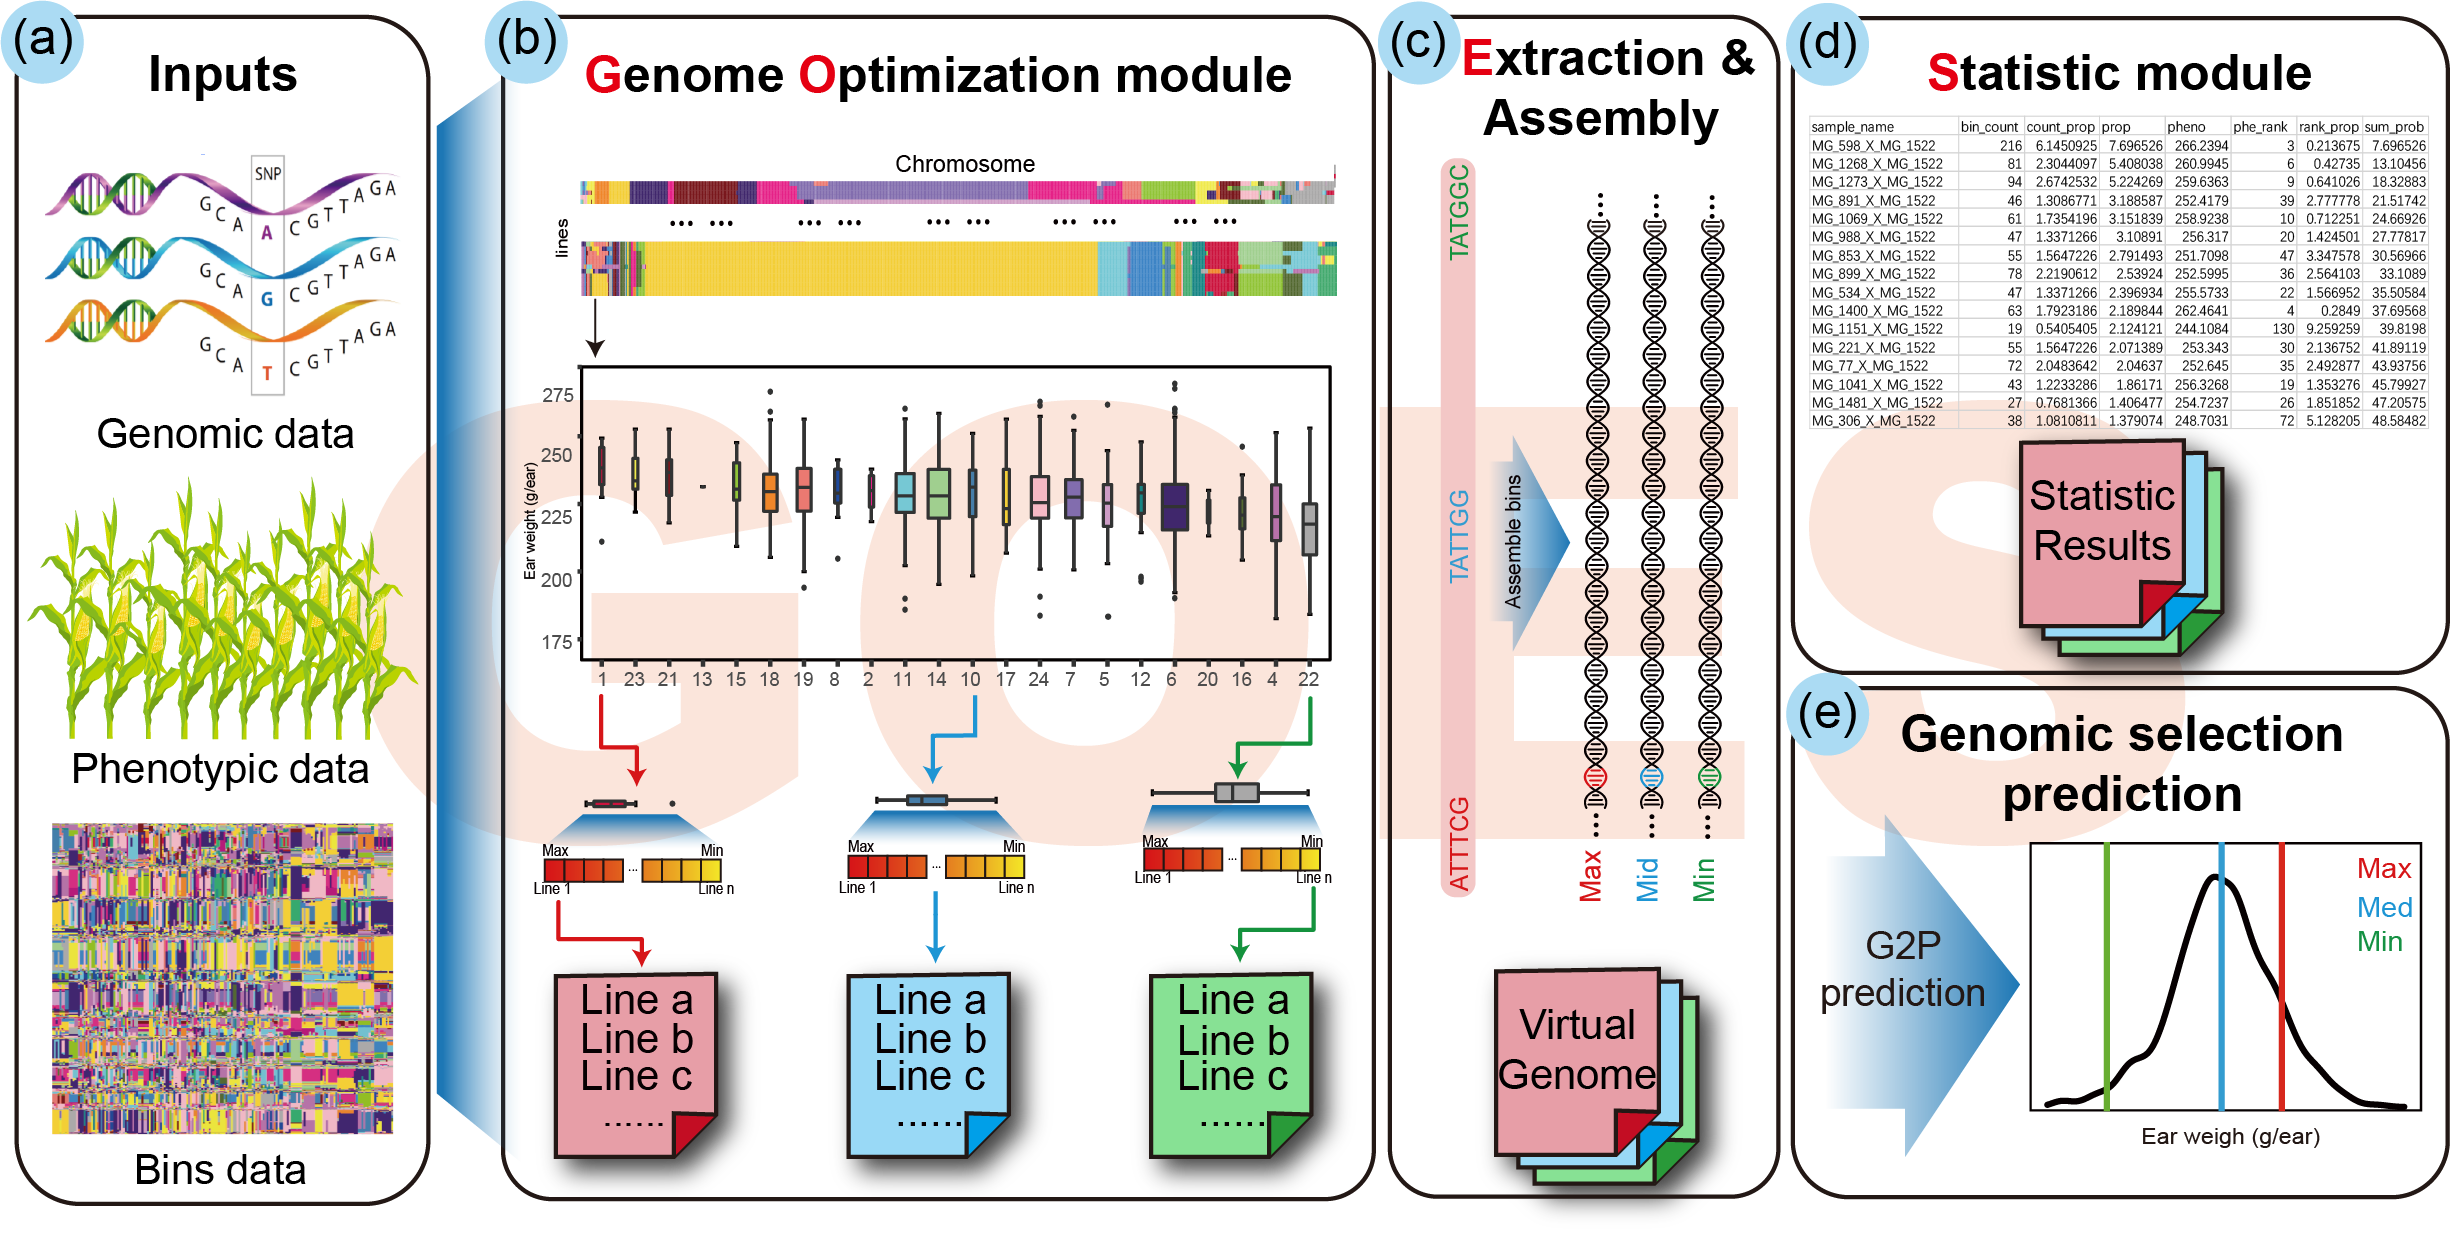 (a)
Inputs
SNP
GCA A CGTTAGA
GCA G CGTTAGA
GCA T CGTTAGA
Genomic data
Phenotypic data
Bins data
(b)
Genome Optimization module
Chromosome
lines
... ... ... ... ... ... ... ... ... ...
Ear weight (g/ear)
275
250
225
200
175
1 23 21 13 15 18 19 8 2 11 14 10 17 24 7 5 12 6 20 16 4 22
Max Min
...
Line 1 Line n
Max Min
...
Line 1 Line n
Max Min
...
Line 1 Line n
Line a
Line b
Line c
......
Line a
Line b
Line c
......
Line a
Line b
Line c
......
(c)
Extraction &
Assembly
TATGGC
TATTGG
ATTTCG
Assemble bins
Max
Mid
Min
Virtual
Genome
(d)
Statistic module
sample_name bin_count count_prop prop pheno phe_rank rank_prop sum_prob
MG_598_X_MG_1522 216 6.1450925 7.696526 266.2394 3 0.213675 7.696526
MG_1268_X_MG_1522 81 2.3044097 5.408038 260.9945 6 0.42735 13.10456
MG_1273_X_MG_1522 94 2.6742532 5.224269 259.6363 9 0.641026 18.32883
MG_891_X_MG_1522 46 1.3086771 3.188587 252.4179 39 2.777778 21.51742
MG_1069_X_MG_1522 61 1.7354196 3.151839 258.9238 10 0.712251 24.66926
MG_988_X_MG_1522 47 1.3371266 3.10891 256.317 20 1.424501 27.77817
MG_853_X_MG_1522 55 1.5647226 2.791493 251.7098 47 3.347578 30.56966
MG_899_X_MG_1522 78 2.2190612 2.53924 252.5995 36 2.564103 33.1089
MG_534_X_MG_1522 47 1.3371266 2.396934 255.5733 22 1.566952 35.50584
MG_1400_X_MG_1522 63 1.7923186 2.189844 262.4641 4 0.2849 37.69568
MG_1151_X_MG_1522 19 0.5405405 2.124121 244.1084 130 9.259259 39.8198
MG_221_X_MG_1522 55 1.5647226 2.071389 253.343 30 2.136752 41.89119
MG_77_X_MG_1522 72 2.0483642 2.04637 252.645 35 2.492877 43.93756
MG_1041_X_MG_1522 43 1.2233286 1.86171 256.3268 19 1.353276 45.79927
MG_1481_X_MG_1522 27 0.7681366 1.406477 254.7237 26 1.851852 47.20575
MG_306_X_MG_1522 38 1.0810811 1.379074 248.7031 72 5.128205 48.58482
Statistic
Results
(e)
Genomic selection
prediction
G2P
prediction
Max
Med
Min
Ear weigh (g/ear)
GOES